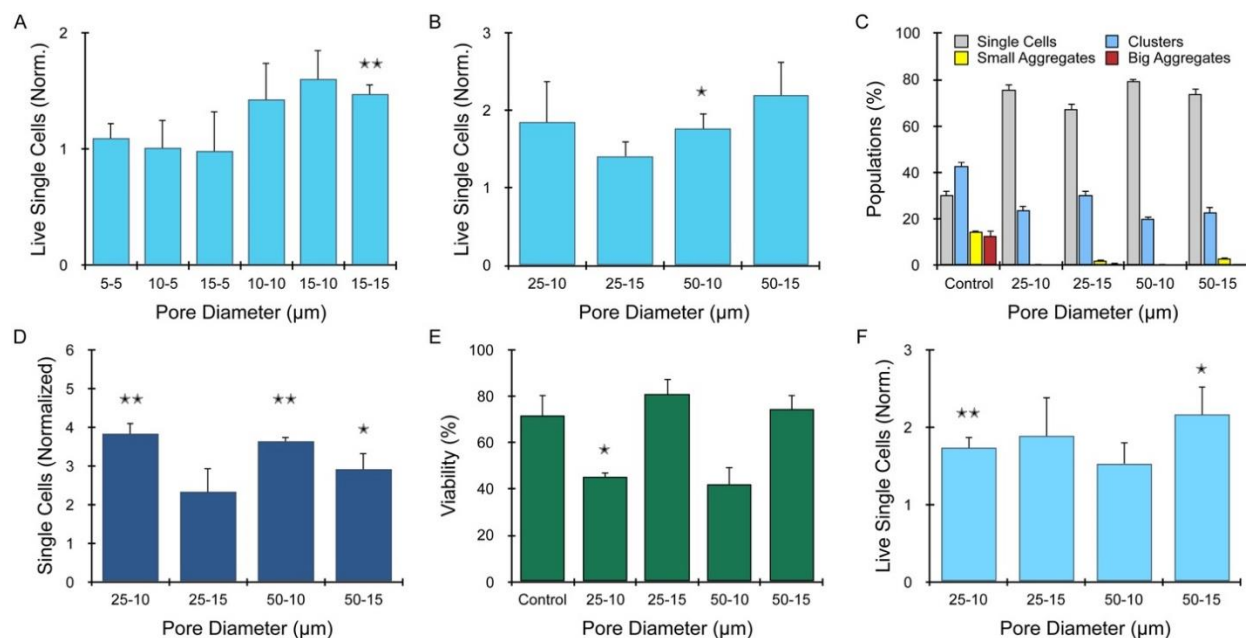 A
Live Single Cells (Norm.)
2
1
0
★★
5-5 10-5 15-5 10-10 15-10 15-15
Pore Diameter (µm)
B
Live Single Cells (Norm.)
3
2
1
0
★
25-10 25-15 50-10 50-15
Pore Diameter (µm)
C
Populations (%)
100
80
60
40
20
0
Single Cells Clusters
Small Aggregates Big Aggregates
Control 25-10 25-15 50-10 50-15
Pore Diameter (µm)
D
Single Cells (Normalized)
6
5
4
3
2
1
0
★★ ★★ ★
25-10 25-15 50-10 50-15
Pore Diameter (µm)
E
Viability (%)
100
80
60
40
20
0
★
Control 25-10 25-15 50-10 50-15
Pore Diameter (µm)
F
Live Single Cells (Norm.)
3
2
1
0
★★ ★
25-10 25-15 50-10 50-15
Pore Diameter (µm)